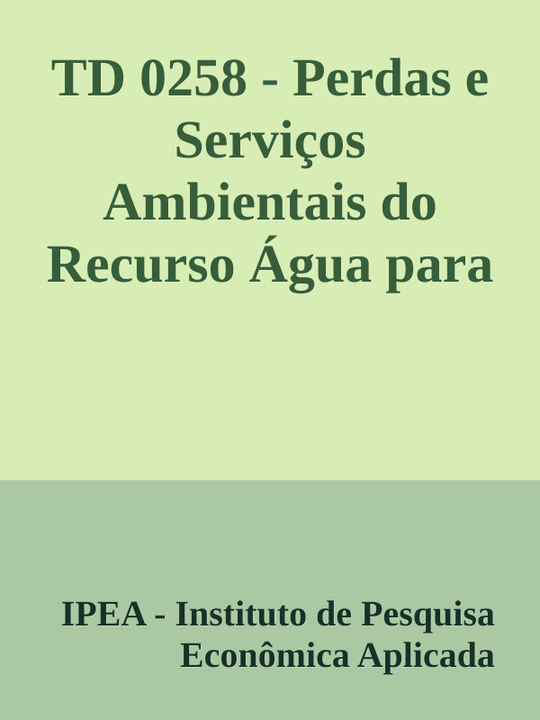 TD 0258 - Perdas e
Serviços
Ambientais do
Recurso Água para
IPEA - Instituto de Pesquisa
Econômica Aplicada